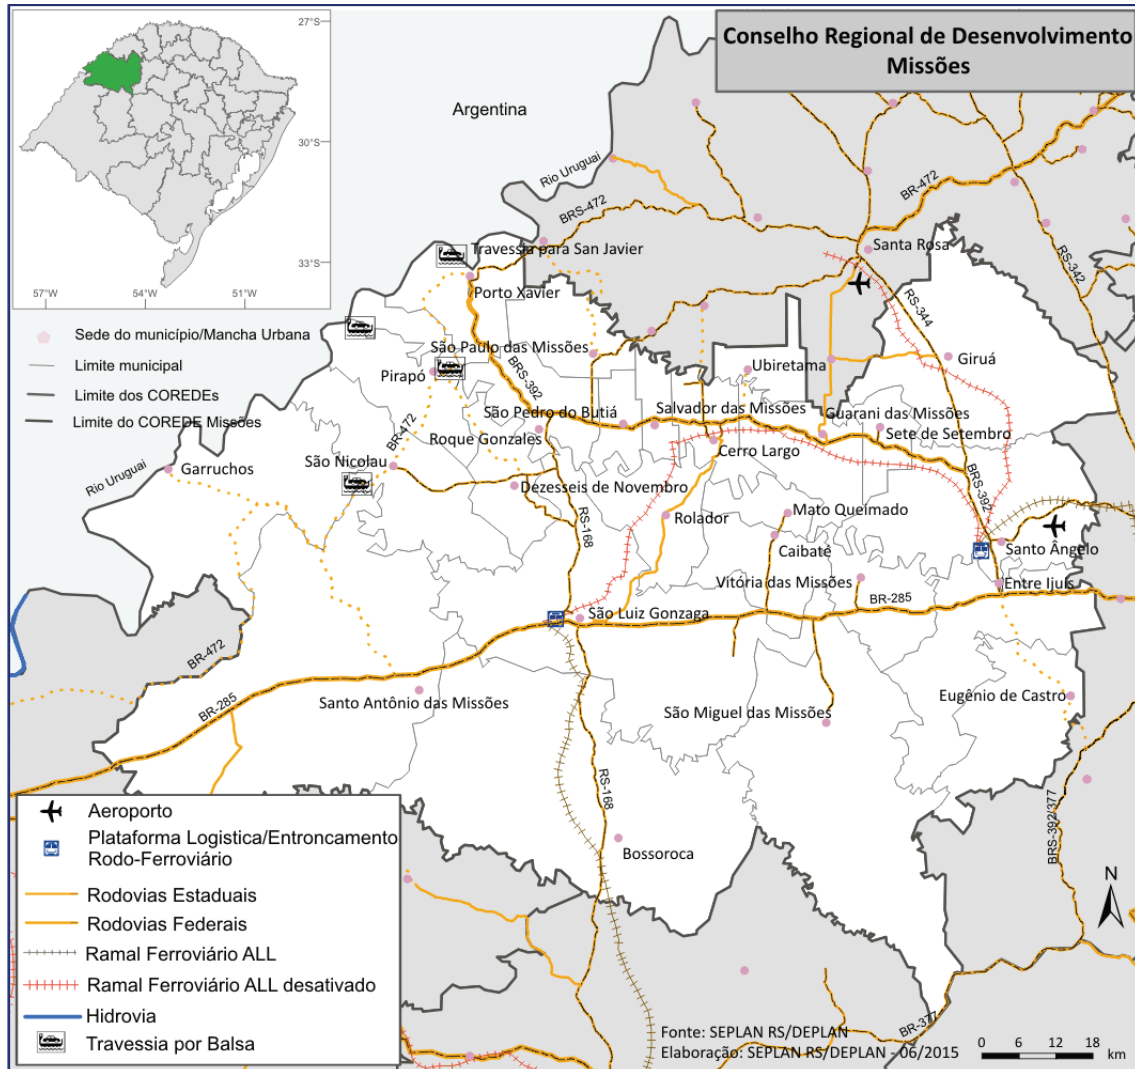 Conselho Regional de Desenvolvimento
Missões
27°S
30°S
33°S
57°W
54°W
51°W
Argentina
Rio Uruguai
BRS-472
BR-472
RS-342
Santa Rosa
Travessia para San Javier
Porto Xavier
RS-344
Sede do município/Mancha Urbana
Limite municipal
Limite dos COREDEs
Limite do COREDE Missões
São Paulo das Missões
Pirapó
BRS-392
Ubiretama
Giruá
São Pedro do Butiá
Salvador das Missões
Guarani das Missões
Roque Gonzales
Sete de Setembro
Cerro Largo
BR-472
São Nicolau
Rio Uruguai
Garruchos
Dezesseis de Novembro
BRS-392
RS-168
Rolador
Mato Queimado
Caibatè
Santo Ângelo
Vitória das Missões
Entre Ijuís
BR-285
São Luiz Gonzaga
BR-472
BR-285
Santo Antônio das Missões
Eugênio de Castro
São Miguel das Missões
RS-168
BRS-392/377
Bossoroca
Aeroporto
Plataforma Logistica/Entroncamento
Rodo-Ferroviário
Rodovias Estaduais
Rodovias Federais
Ramal Ferroviário ALL
Ramal Ferroviário ALL desativado
Hidrovia
Travessia por Balsa
N
BR-377
Fonte: SEPLAN RS/DEPLAN
Elaboração: SEPLAN RS/DEPLAN - 06/2015
0 6 12 18
km